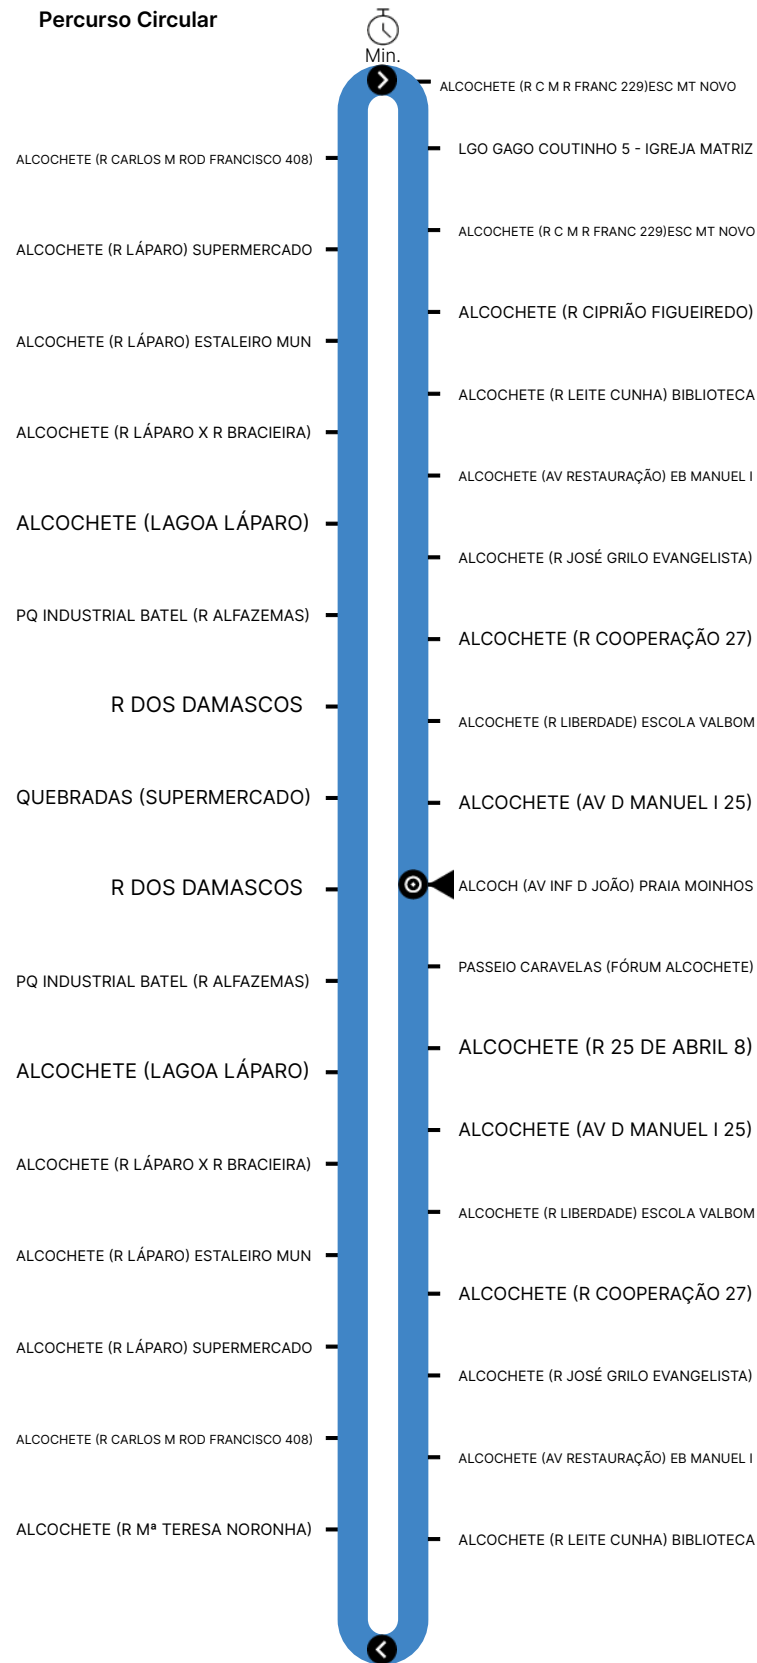 Percurso Circular
Min.
ALCOCHETE (R C M R FRANC 229)ESC MT NOVO
LGO GAGO COUTINHO 5 - IGREJA MATRIZ
ALCOCHETE (R C M R FRANC 229)ESC MT NOVO
ALCOCHETE (R CIPRIÃO FIGUEIREDO)
ALCOCHETE (R LEITE CUNHA) BIBLIOTECA
ALCOCHETE (AV RESTAURAÇÃO) EB MANUEL I
ALCOCHETE (R JOSÉ GRILO EVANGELISTA)
ALCOCHETE (R COOPERAÇÃO 27)
ALCOCHETE (R LIBERDADE) ESCOLA VALBOM
ALCOCHETE (AV D MANUEL I 25)
ALCOCH (AV INF D JOÃO) PRAIA MOINHOS
PASSEIO CARAVELAS (FÓRUM ALCOCHETE)
ALCOCHETE (R 25 DE ABRIL 8)
ALCOCHETE (AV D MANUEL I 25)
ALCOCHETE (R LIBERDADE) ESCOLA VALBOM
ALCOCHETE (R COOPERAÇÃO 27)
ALCOCHETE (R JOSÉ GRILO EVANGELISTA)
ALCOCHETE (AV RESTAURAÇÃO) EB MANUEL I
ALCOCHETE (R LEITE CUNHA) BIBLIOTECA
ALCOCHETE (R CARLOS M ROD FRANCISCO 408)
ALCOCHETE (R LÁPARO) SUPERMERCADO
ALCOCHETE (R LÁPARO) ESTALEIRO MUN
ALCOCHETE (R LÁPARO X R BRACIEIRA)
ALCOCHETE (LAGOA LÁPARO)
PQ INDUSTRIAL BATEL (R ALFAZEMAS)
R DOS DAMASCOS
QUEBRADAS (SUPERMERCADO)
R DOS DAMASCOS
PQ INDUSTRIAL BATEL (R ALFAZEMAS)
ALCOCHETE (LAGOA LÁPARO)
ALCOCHETE (R LÁPARO X R BRACIEIRA)
ALCOCHETE (R LÁPARO) ESTALEIRO MUN
ALCOCHETE (R LÁPARO) SUPERMERCADO
ALCOCHETE (R CARLOS M ROD FRANCISCO 408)
ALCOCHETE (R Mª TERESA NORONHA)